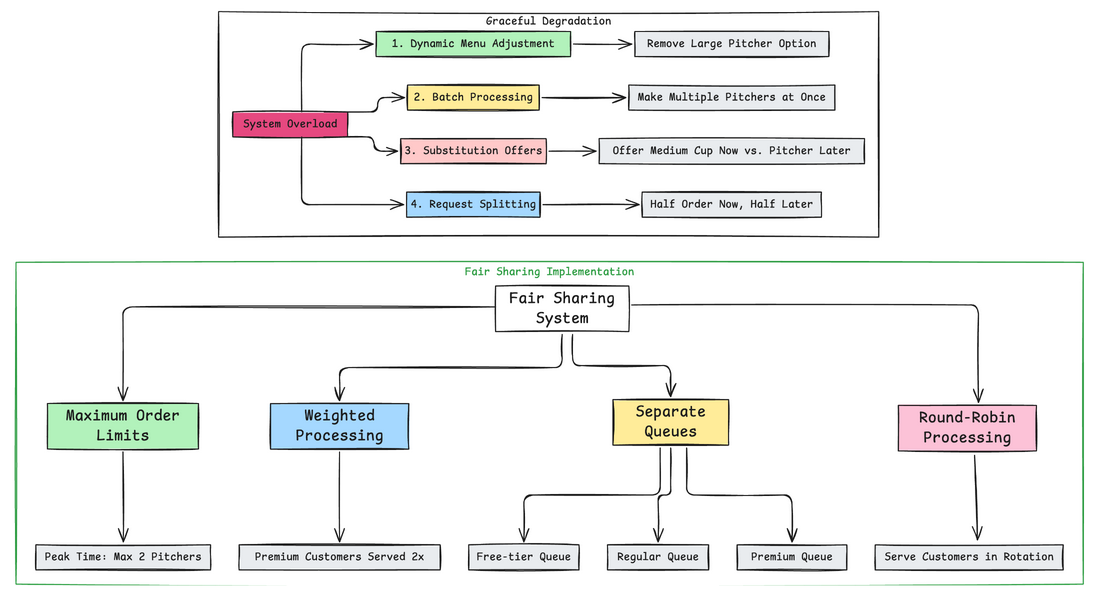 Graceful Degradation
1. Dynamic Menu Adjustment
Remove Large Pitcher Option
2. Batch Processing
Make Multiple Pitchers at Once
System Overload
3. Substitution Offers
Offer Medium Cup Now vs. Pitcher Later
4. Request Splitting
Half Order Now, Half Later
Fair Sharing Implementation
Fair Sharing
System
Maximum Order
Limits
Weighted
Processing
Separate
Queues
Round-Robin
Processing
Peak Time: Max 2 Pitchers
Premium Customers Served 2x
Free-tier Queue
Regular Queue
Premium Queue
Serve Customers in Rotation